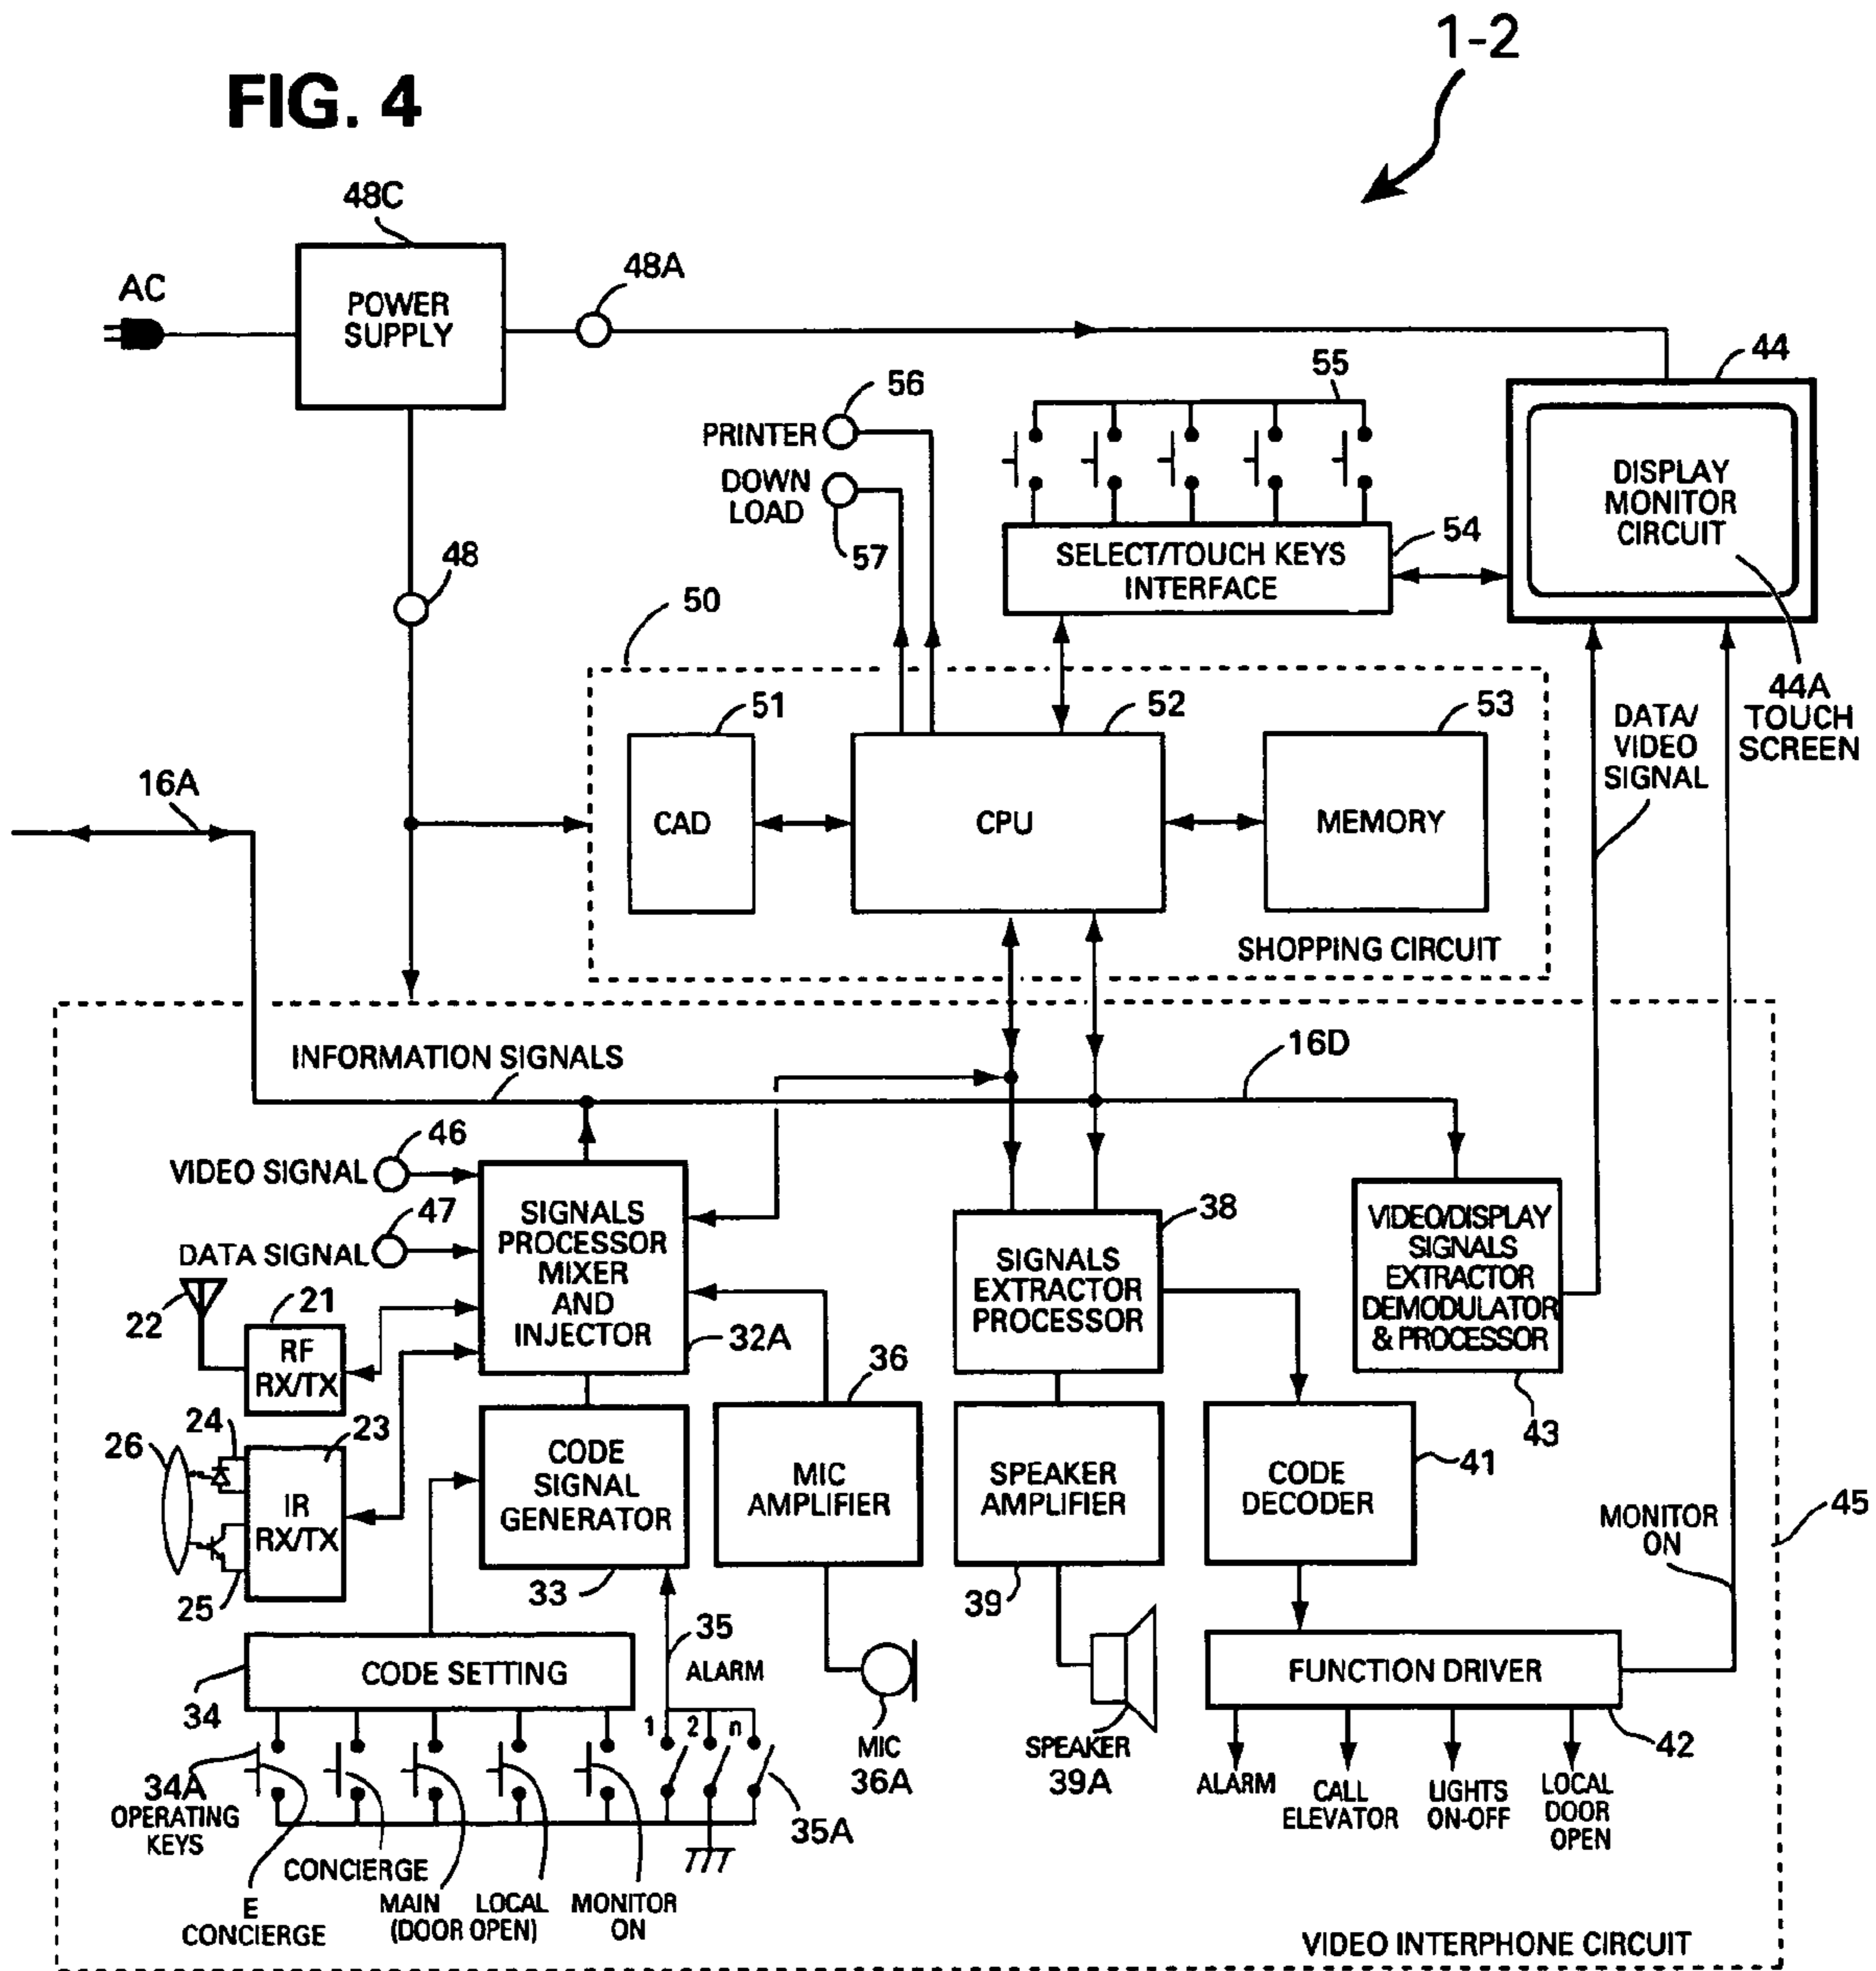 1-2
FIG. 4
48C
AC
POWER
SUPPLY
48A
44
55
56
PRINTER
DOWN
LOAD
57
DISPLAY
MONITOR
CIRCUIT
54
SELECT/TOUCH KEYS
INTERFACE
48
50
44A
TOUCH
SCREEN
DATA/
VIDEO
SIGNAL
51
52
53
16A
CAD
CPU
MEMORY
SHOPPING CIRCUIT
INFORMATION SIGNALS
16D
46
VIDEO SIGNAL
47
DATA SIGNAL
SIGNALS
PROCESSOR
MIXER
AND
INJECTOR
32A
38
SIGNALS
EXTRACTOR
PROCESSOR
VIDEO/DISPLAY
SIGNALS
EXTRACTOR
DEMODULATOR
& PROCESSOR
43
22
21
RF
RX/TX
36
24
23
26
IR
RX/TX
25
CODE
SIGNAL
GENERATOR
33
MIC
AMPLIFIER
SPEAKER
AMPLIFIER
39
CODE
DECODER
41
MONITOR
ON
45
35
ALARM
CODE SETTING
34
1
2
n
FUNCTION DRIVER
42
MIC
36A
SPEAKER
39A
34A
OPERATING
KEYS
35A
ALARM
CALL
ELEVATOR
LIGHTS
ON-OFF
LOCAL
DOOR
OPEN
E
CONCIERGE
CONCIERGE
MAIN LOCAL
(DOOR OPEN)
MONITOR
ON
VIDEO INTERPHONE CIRCUIT